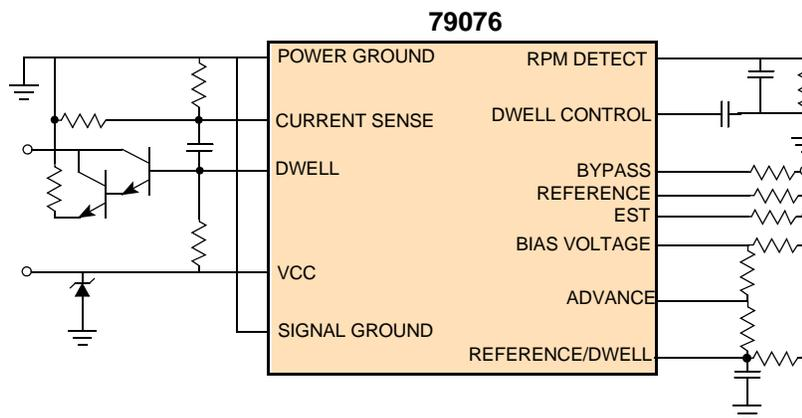 79076
POWER GROUND
CURRENT SENSE
DWELL
VCC
SIGNAL GROUND
RPM DETECT
DWELL CONTROL
BYPASS
REFERENCE
EST
BIAS VOLTAGE
ADVANCE
REFERENCE/DWELL